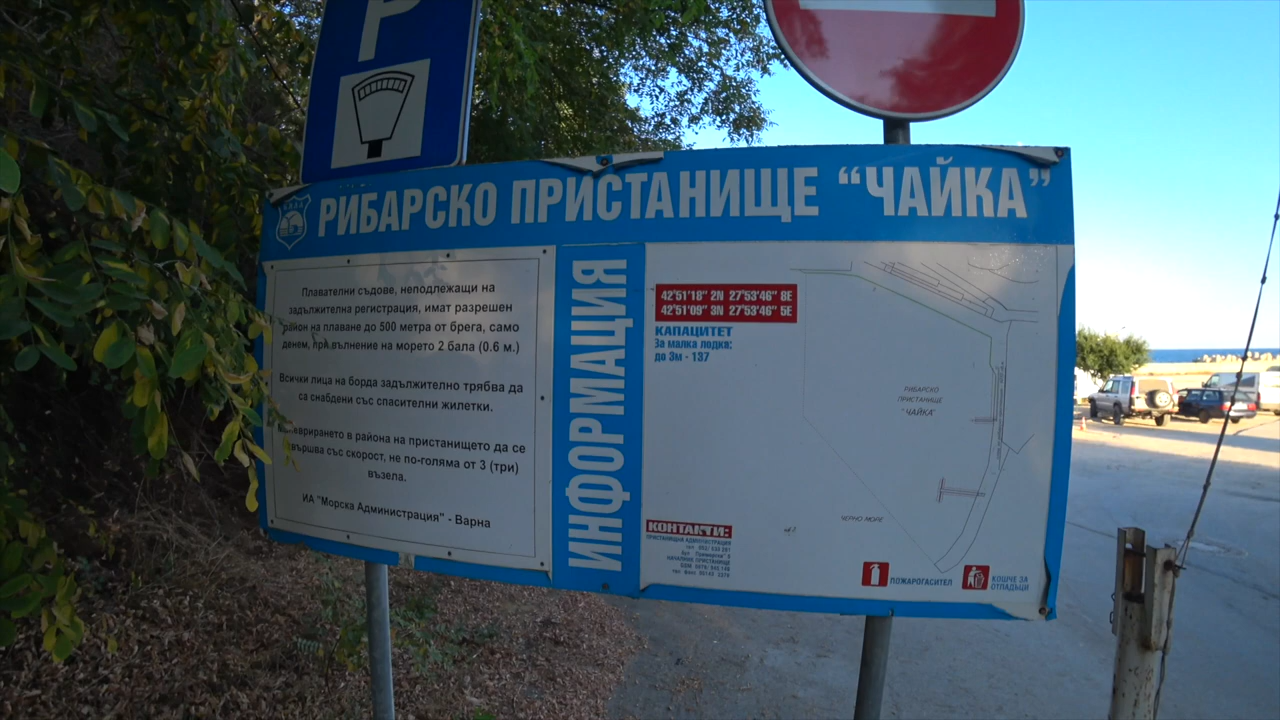 P
РИБАРСКО ПРИСТАНИЩЕ "ЧАЙКА"
Плавателни съдове, неподлежащи на
задължителна регистрация, имат разрешен
район на плаване до 500 метра от брега, само
денем, при вълнение на морето 2 бала (0.6 м.)
Всички лица на борда задължително трябва да
са снабдени със спасителни жилетки.
в района на пристанището да се
със скорост, не по-голяма от 3 (три)
възела.
ИА "Морска Администрация" - Варна
ИНФОРМАЦИЯ
42°51'18" 2N 27°53'46" 8E
42°51'09" 3N 27°53'46" 5E
КАПАЦИТЕТ
За малка лодка:
до 3м - 137
РИБАРСКО
ПРИСТАНИЩЕ
"ЧАЙКА"
ЧЕРНО МОРЕ
КОНТАКТИ:
ПРИСТАНИЩНА АДМИНИСТРАЦИЯ
НАЧАЛНИК ПРИСТАНИЩЕ
ПОЖАРОГАСИТЕЛ
КОШЧЕ ЗА
ОТПАДЪЦИ